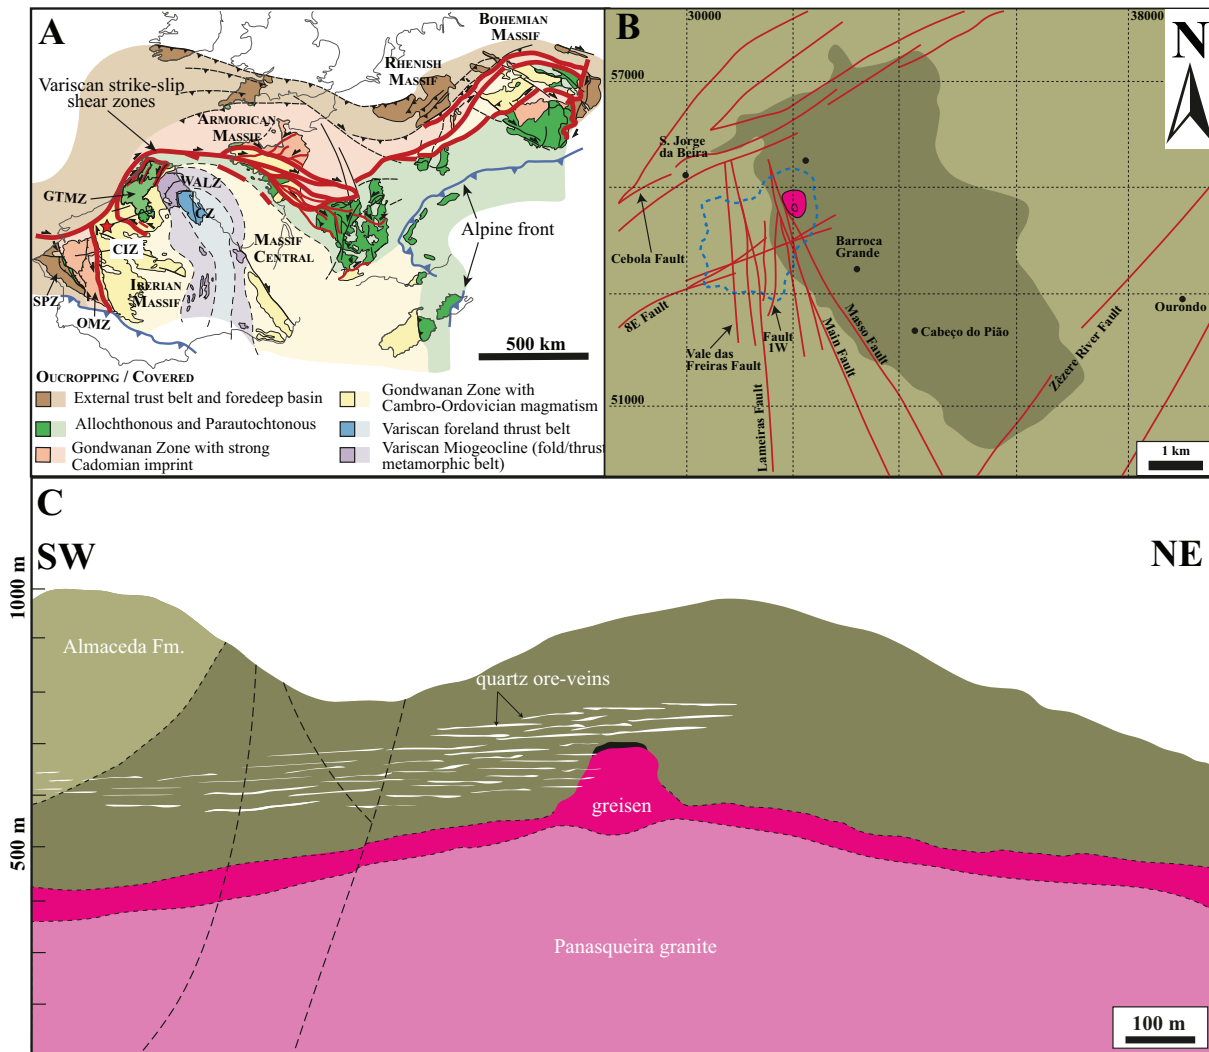 A
BOHEMIAN
MASSIF
RHENISH
MASSIF
Variscan strike-slip
shear zones
ARMORICAN
MASSIF
GTMZ
WALZ
CZ
CIZ
MASSIF
CENTRAL
Alpine front
IBERIAN
MASSIF
SPZ
OMZ
500 km
OUCROPPING / COVERED
External trust belt and foredeep basin
Allochthonous and Parautochtonous
Gondwanan Zone with strong
Cadomian imprint
Gondwanan Zone with
Cambro-Ordovician magmatism
Variscan foreland thrust belt
Variscan Miogeocline (fold/thrust
metamorphic belt)
B
30000
38000
N
57000
S. Jorge
da Beira
Cebola Fault
Barroca
Grande
8E Fault
Ourondo
Cabeço do Pião
Vale das
Freiras Fault
Fault
1W
Main Fault
Masso Fault
Zêzere River Fault
Lameiras Fault
51000
1 km
C
SW
NE
1000 m
Almaceda Fm.
quartz ore-veins
greisen
500 m
Panasqueira granite
100 m